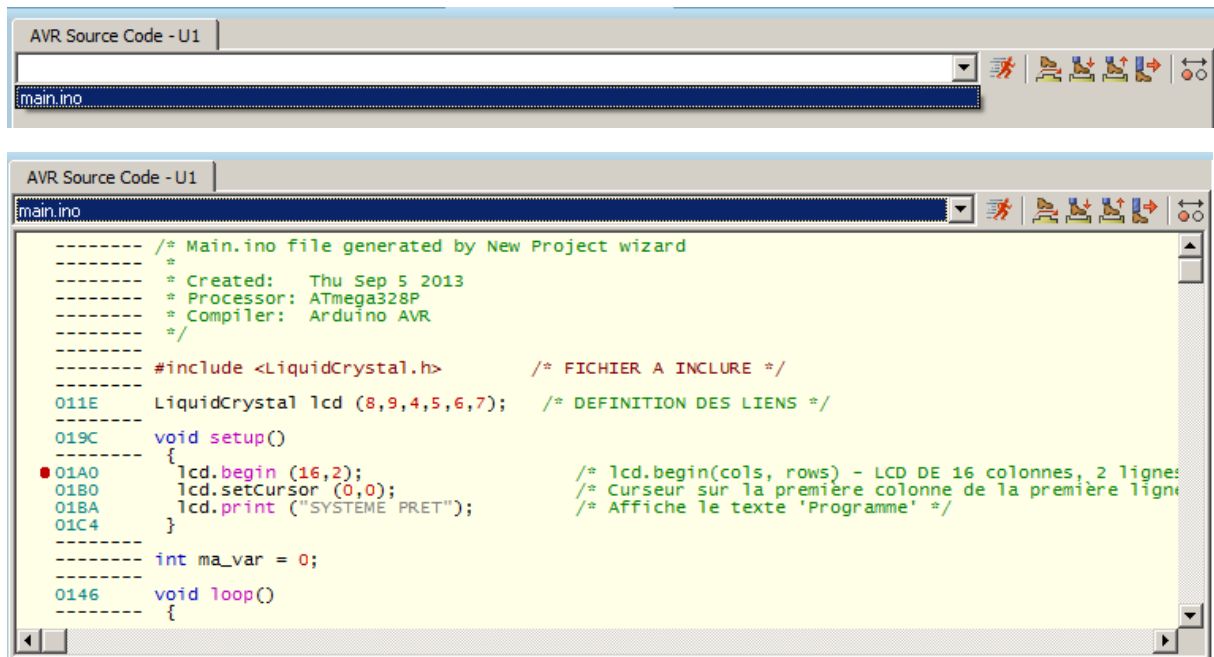 AVR Source Code - U1
main.ino
AVR Source Code - U1
main.ino
-------- /* Main.ino file generated by New Project wizard
--------  *
--------  * Created:   Thu Sep 5 2013
--------  * Processor: ATmega328P
--------  * Compiler:  Arduino AVR
--------  */
--------
-------- #include <LiquidCrystal.h>          /* FICHIER A INCLURE */
--------
011E     LiquidCrystal lcd (8,9,4,5,6,7);   /* DEFINITION DES LIENS */
--------
019C     void setup()
--------  {
01A0       lcd.begin (16,2);                      /* lcd.begin(cols, rows) - LCD DE 16 colonnes, 2 lignes
01B0       lcd.setCursor (0,0);                  /* Curseur sur la première colonne de la première ligne
01BA       lcd.print ("SYSTEME PRET");           /* Affiche le texte 'Programme' */
01C4      }
--------
-------- int ma_var = 0;
--------
0146     void loop()
--------  {